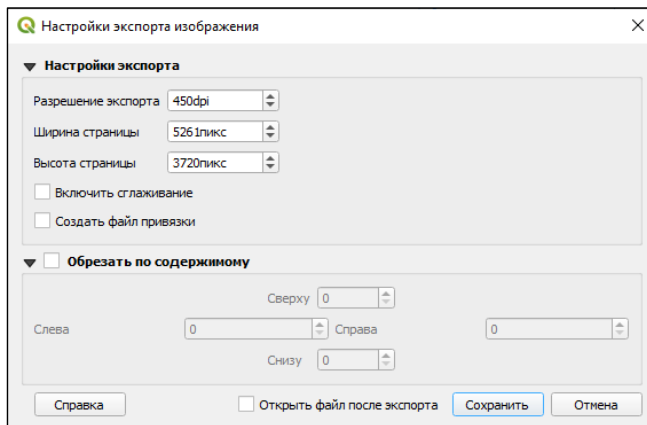 Настройки экспорта изображения
Настройки экспорта
Разрешение экспорта 450dpi
Ширина страницы 5261пикс
Высота страницы 3720пикс
Включить сглаживание
Создать файл привязки
Обрезать по содержимому
Сверху 0
Слева 0 Справа 0
Снизу 0
Справка Открыть файл после экспорта Сохранить Отмена